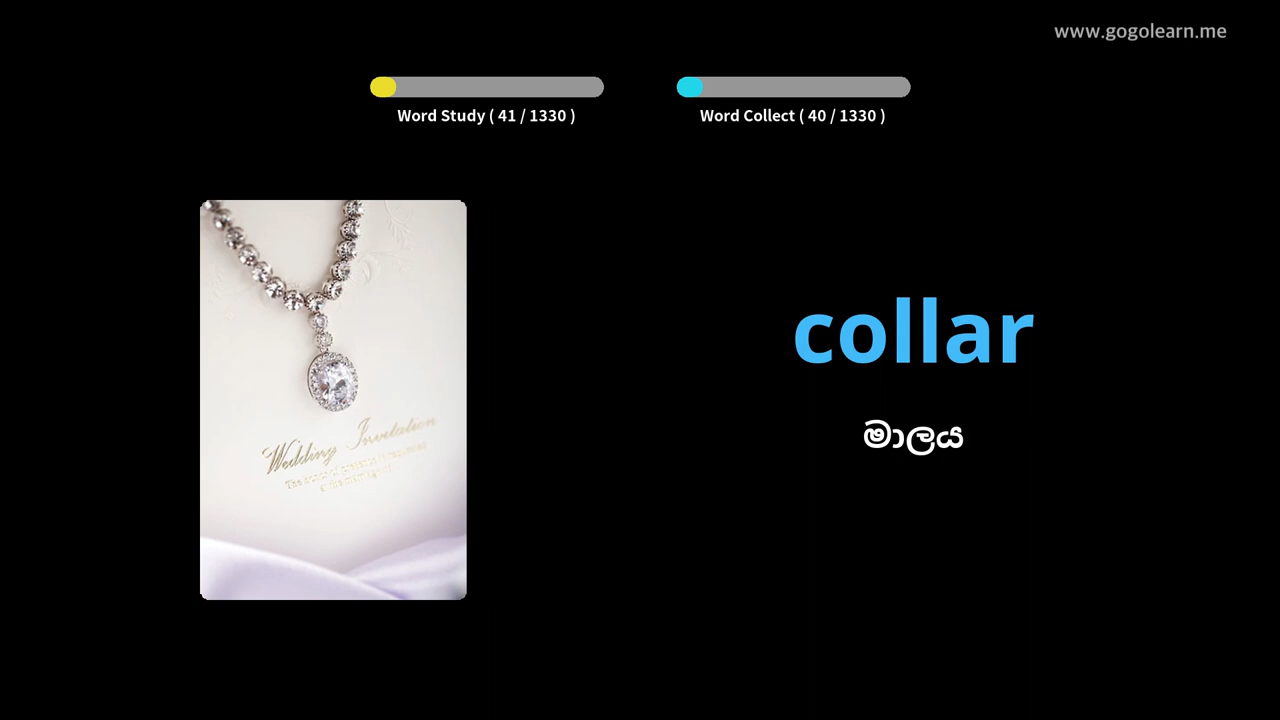 www.gogolearn.me
Word Study ( 41 / 1330 )
Word Collect ( 40 / 1330 )
collar
මාලය
Wedding Invitation